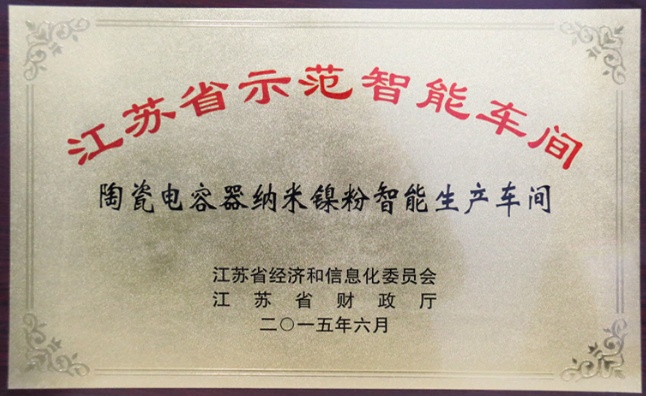 江苏省示范智能车间
陶瓷电容器纳米镍粉智能生产车间
江苏省经济和信息化委员会
江苏省财政厅
二〇一五年六月